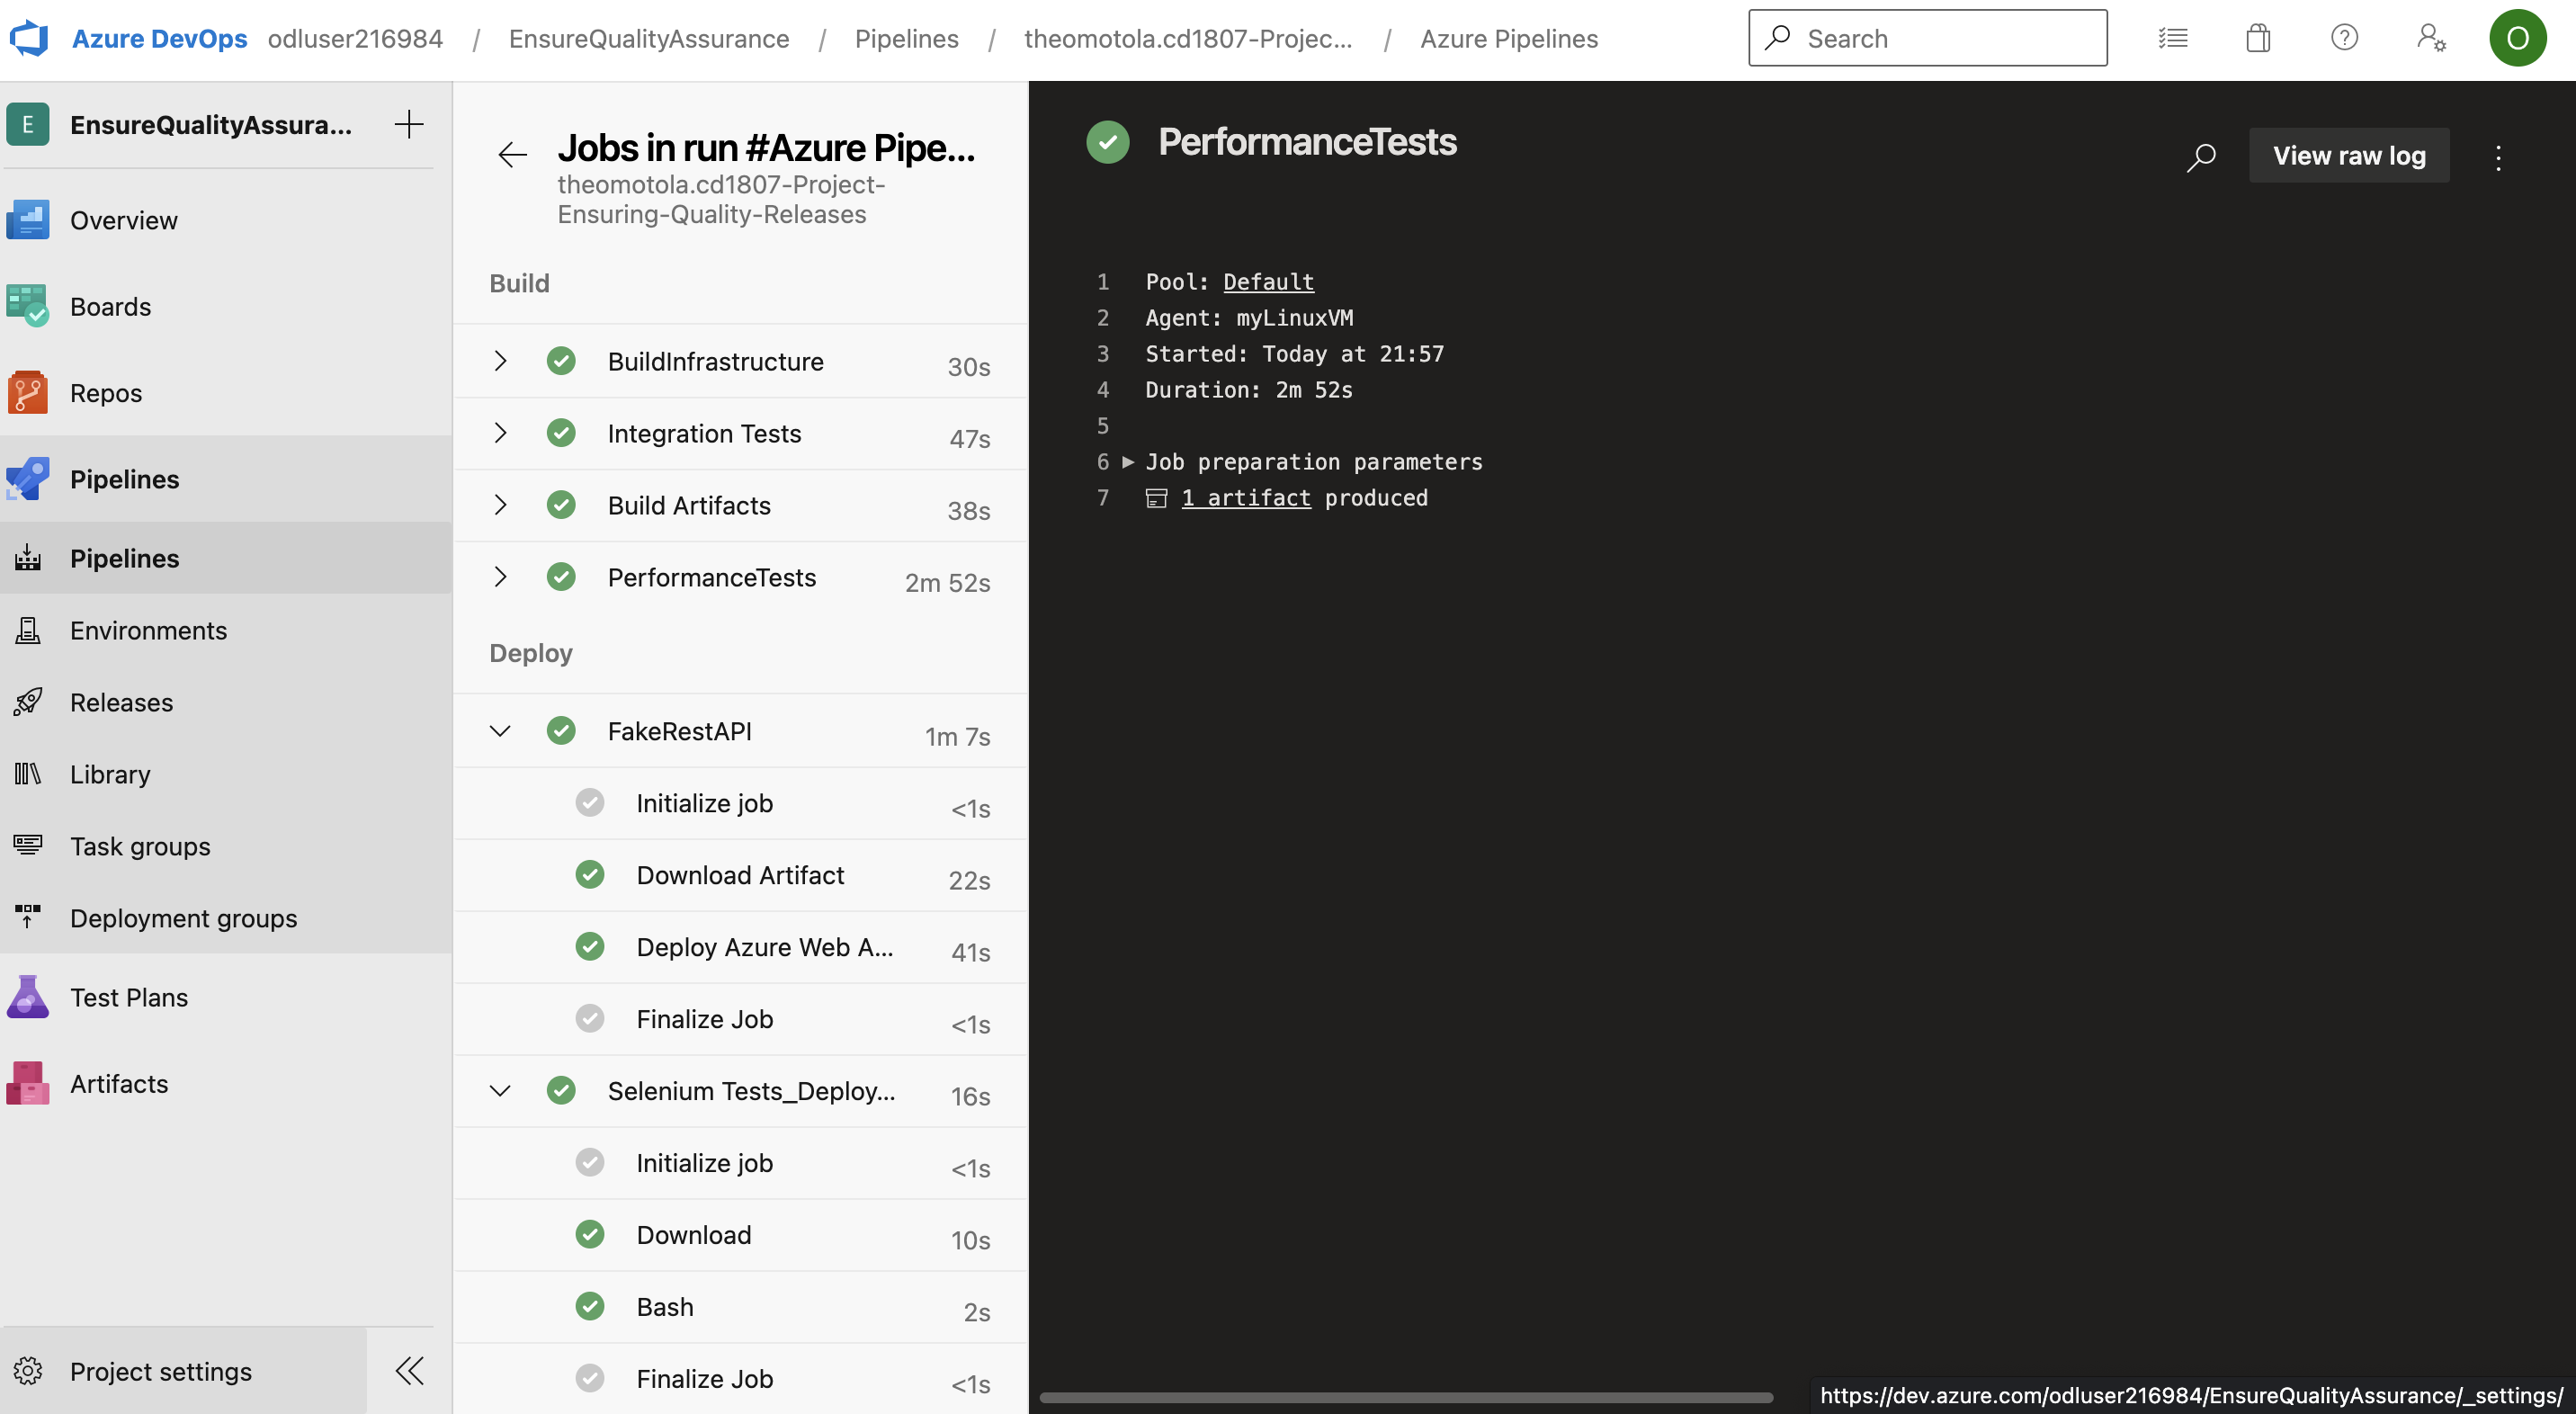 Azure DevOps odluser216984 / EnsureQualityAssurance / Pipelines / theomotola.cd1807-Projec... / Azure Pipelines
Search
O
E EnsureQualityAssura...
Overview
Boards
Repos
Pipelines
Pipelines
Environments
Releases
Library
Task groups
Deployment groups
Test Plans
Artifacts
Project settings
Jobs in run #Azure Pipe...
theomotola.cd1807-Project-
Ensuring-Quality-Releases
Build
BuildInfrastructure 30s
Integration Tests 47s
Build Artifacts 38s
PerformanceTests 2m 52s
Deploy
FakeRestAPI 1m 7s
Initialize job <1s
Download Artifact 22s
Deploy Azure Web A... 41s
Finalize Job <1s
Selenium Tests_Deploy... 16s
Initialize job <1s
Download 10s
Bash 2s
Finalize Job <1s
PerformanceTests
View raw log
1 Pool: Default
2 Agent: myLinuxVM
3 Started: Today at 21:57
4 Duration: 2m 52s
5
6 Job preparation parameters
7 1 artifact produced
https://dev.azure.com/odluser216984/EnsureQualityAssurance/_settings/